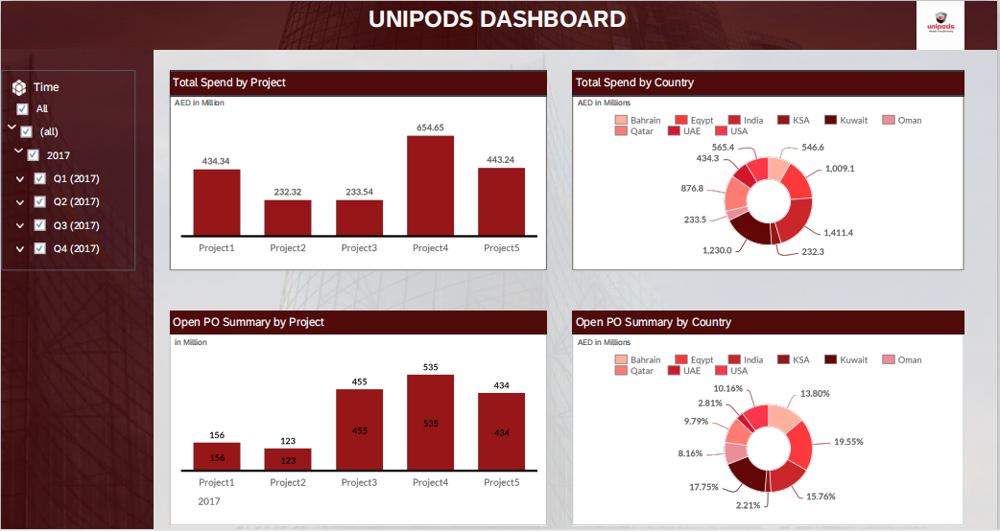 UNIPODS DASHBOARD
unipods
Time
All
(all)
2017
Q1 (2017)
Q2 (2017)
Q3 (2017)
Q4 (2017)
Total Spend by Project
AED in Million
434.34
232.32
233.54
654.65
443.24
Project1 Project2 Project3 Project4 Project5
Total Spend by Country
AED in Millions
Bahrain Eqypt India KSA Kuwait Oman
Qatar UAE USA
565.4 546.6
434.3 1,009.1
876.8
233.5 1,411.4
1,230.0 232.3
Open PO Summary by Project
in Million
156 123 455 535 434
156 123 455 535 434
Project1 Project2 Project3 Project4 Project5
2017
Open PO Summary by Country
AED in Millions
Bahrain Eqypt India KSA Kuwait Oman
Qatar UAE USA
10.16% 13.80%
2.81%
9.79% 19.55%
8.16%
17.75% 15.76%
2.21%